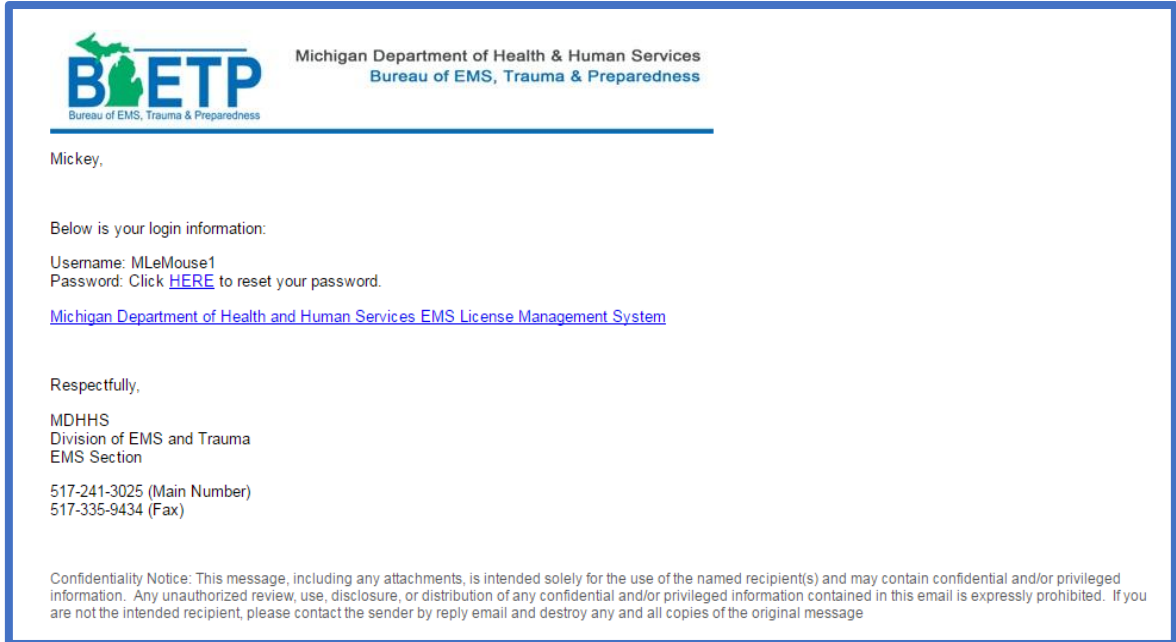 Michigan Department of Health & Human Services
Bureau of EMS, Trauma & Preparedness
BETP
Bureau of EMS, Trauma & Preparedness
Mickey,
Below is your login information:
Username: MLeMouse1
Password: Click HERE to reset your password.
Michigan Department of Health and Human Services EMS License Management System
Respectfully,
MDHHS
Division of EMS and Trauma
EMS Section
517-241-3025 (Main Number)
517-335-9434 (Fax)
Confidentiality Notice: This message, including any attachments, is intended solely for the use of the named recipient(s) and may contain confidential and/or privileged
information.  Any unauthorized review, use, disclosure, or distribution of any confidential and/or privileged information contained in this email is expressly prohibited.  If you
are not the intended recipient, please contact the sender by reply email and destroy any and all copies of the original message